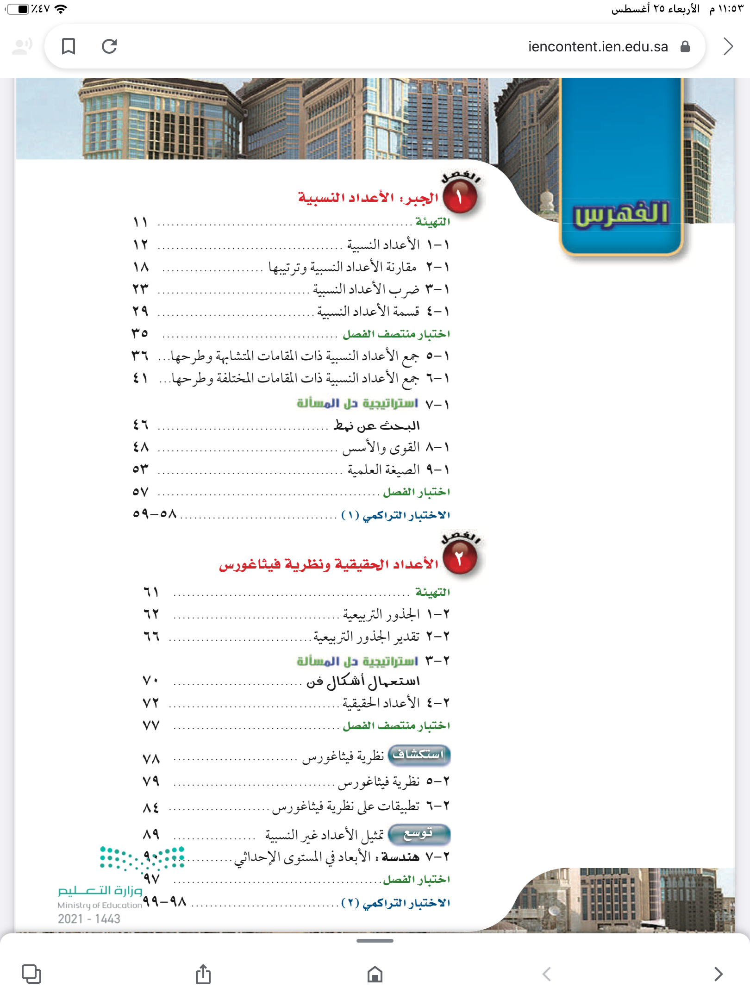 ١١:٥٣ م الأربعاء ٢٥ أغسطس
٪٤٧
iencontent.ien.edu.sa
الفهرس
الفصل ١ الجبر: الأعداد النسبية
التهيئة ١١
١-١ الأعداد النسبية ١٢
١-٢ مقارنة الأعداد النسبية وترتيبها ١٨
١-٣ ضرب الأعداد النسبية ٢٣
١-٤ قسمة الأعداد النسبية ٢٩
اختبار منتصف الفصل ٣٥
١-٥ جمع الأعداد النسبية ذات المقامات المتشابهة وطرحها ٣٦
١-٦ جمع الأعداد النسبية ذات المقامات المختلفة وطرحها ٤١
١-٧ استراتيجية حل المسألة
البحث عن نمط ٤٦
١-٨ القوى والأسس ٤٨
١-٩ الصيغة العلمية ٥٣
اختبار الفصل ٥٧
الاختبار التراكمي (١) ٥٨-٥٩
الفصل ٢ الأعداد الحقيقية ونظرية فيثاغورس
التهيئة ٦١
٢-١ الجذور التربيعية ٦٢
٢-٢ تقدير الجذور التربيعية ٦٦
٢-٣ استراتيجية حل المسألة
استعمال أشكال فن ٧٠
٢-٤ الأعداد الحقيقية ٧٢
اختبار منتصف الفصل ٧٧
استكشاف نظرية فيثاغورس ٧٨
٢-٥ نظرية فيثاغورس ٧٩
٢-٦ تطبيقات على نظرية فيثاغورس ٨٤
توسع تمثيل الأعداد غير النسبية ٨٩
٢-٧ هندسة: الأبعاد في المستوى الإحداثي ٩٠
اختبار الفصل ٩٧
الاختبار التراكمي (٢) ٩٨-٩٩
وزارة التعليم
Ministry of Education
2021 - 1443